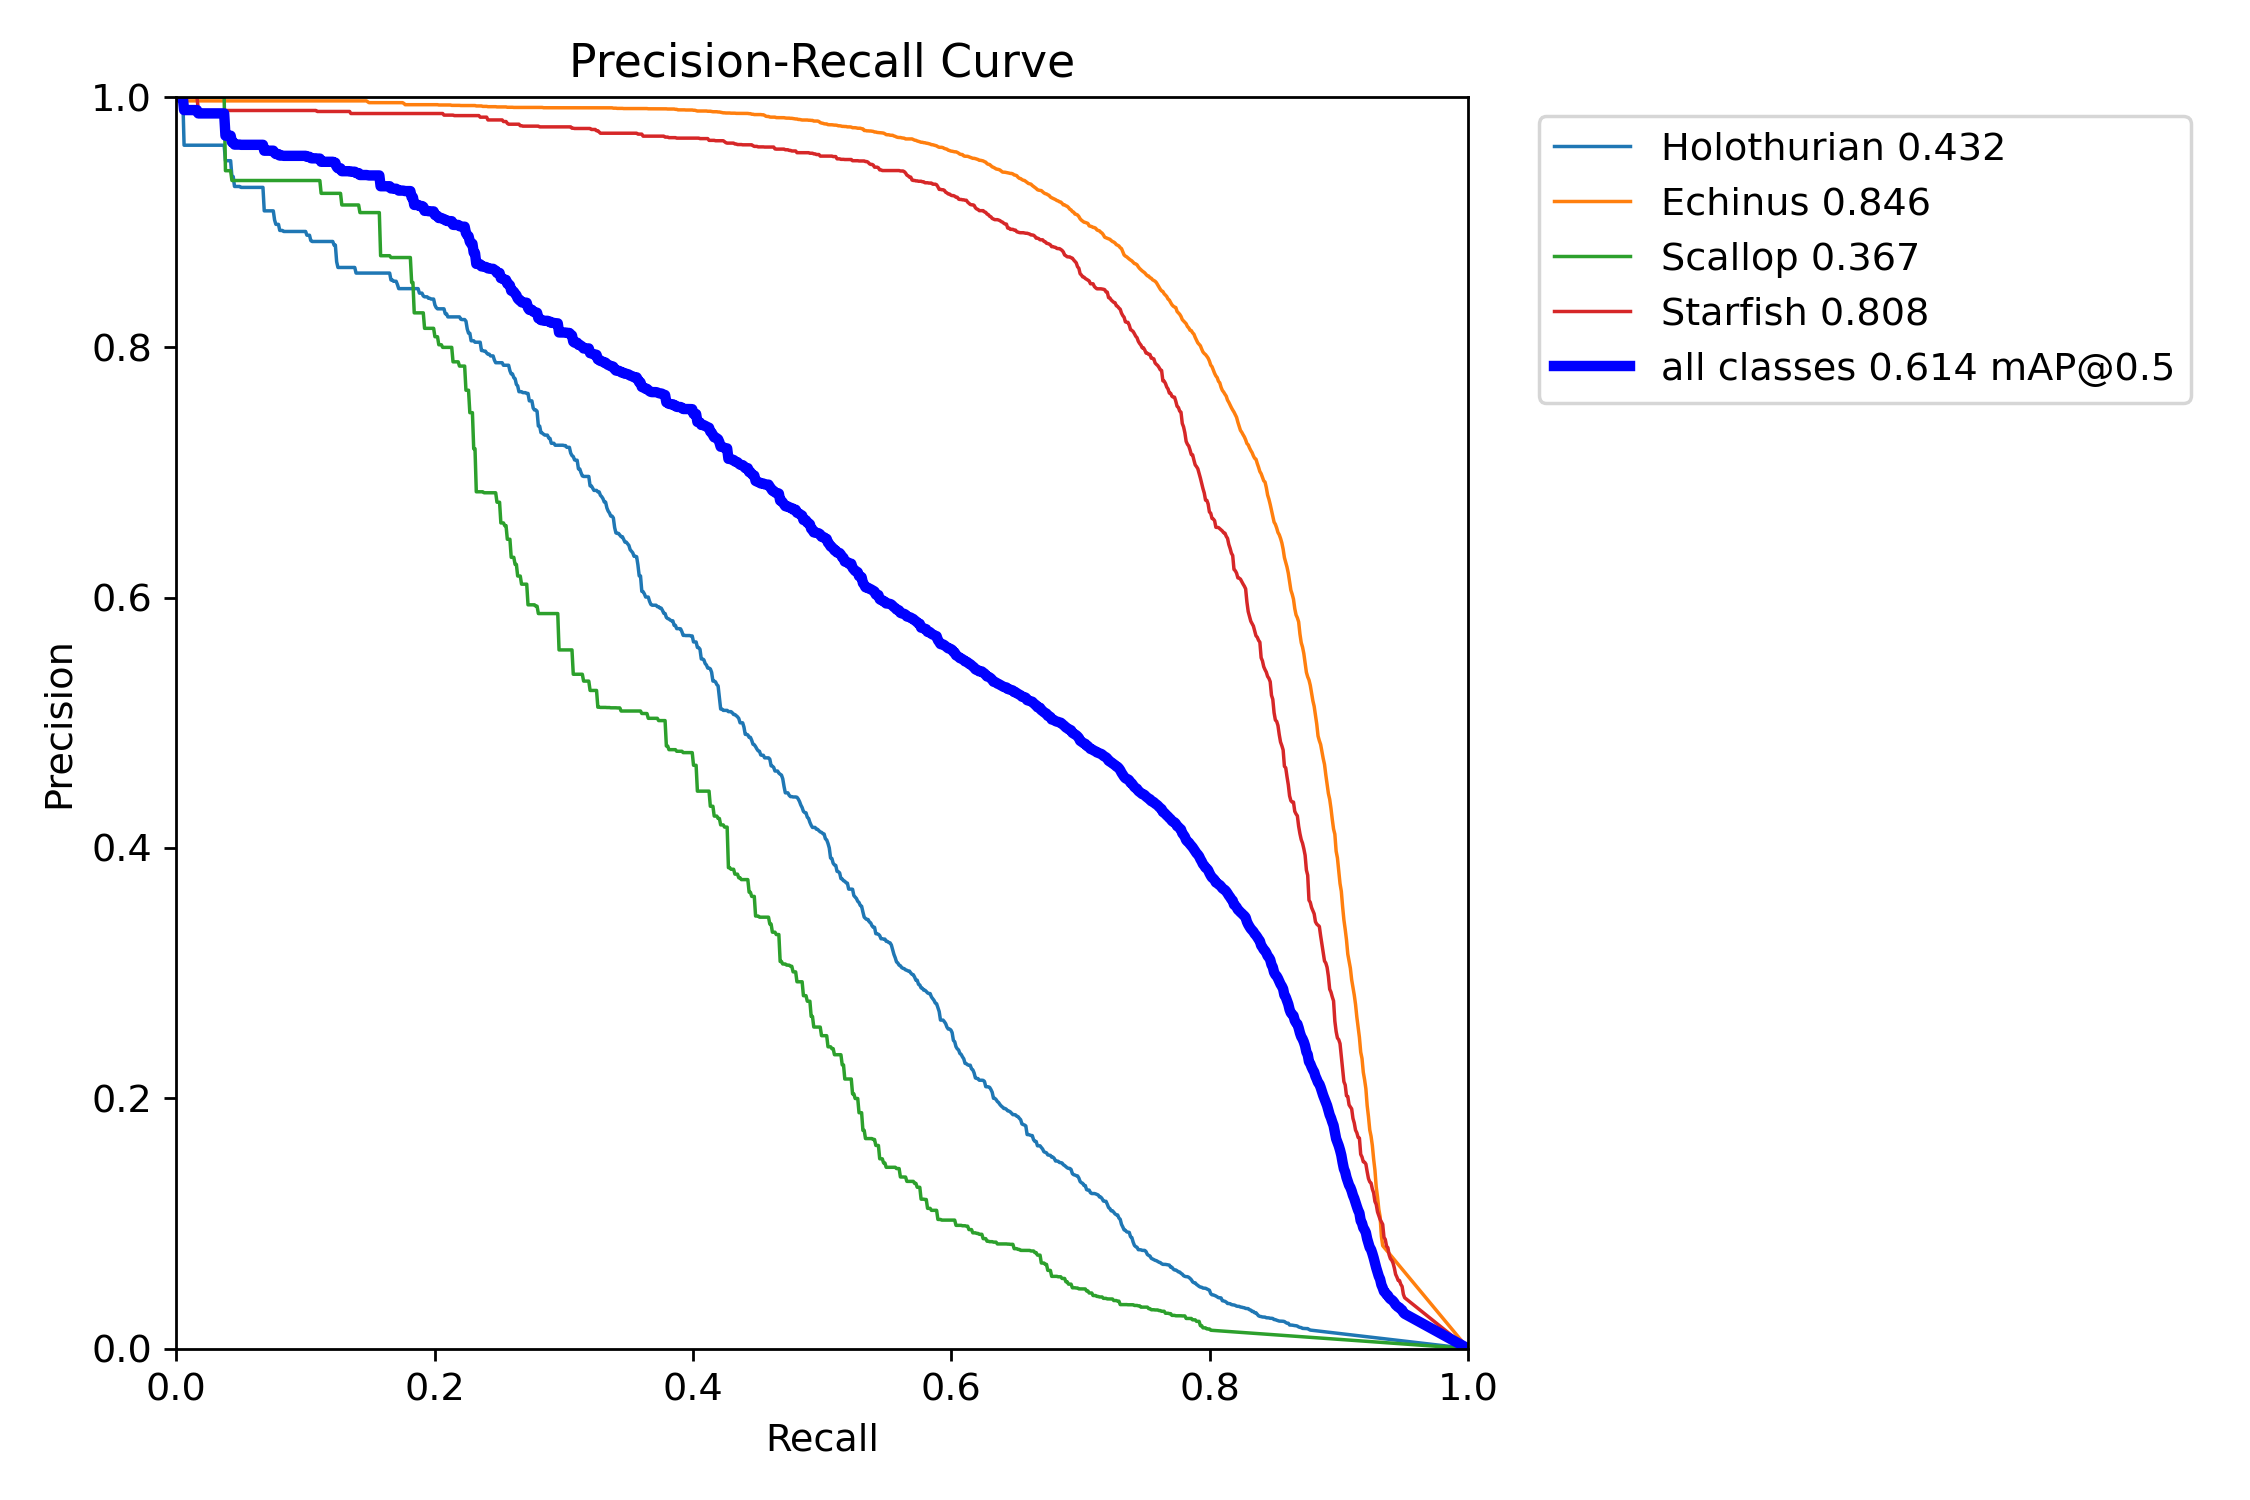 Precision-Recall Curve
1.0
0.8
0.6
0.4
0.2
0.0
Precision
0.0 0.2 0.4 0.6 0.8 1.0
Recall
Holothurian 0.432
Echinus 0.846
Scallop 0.367
Starfish 0.808
all classes 0.614 mAP@0.5